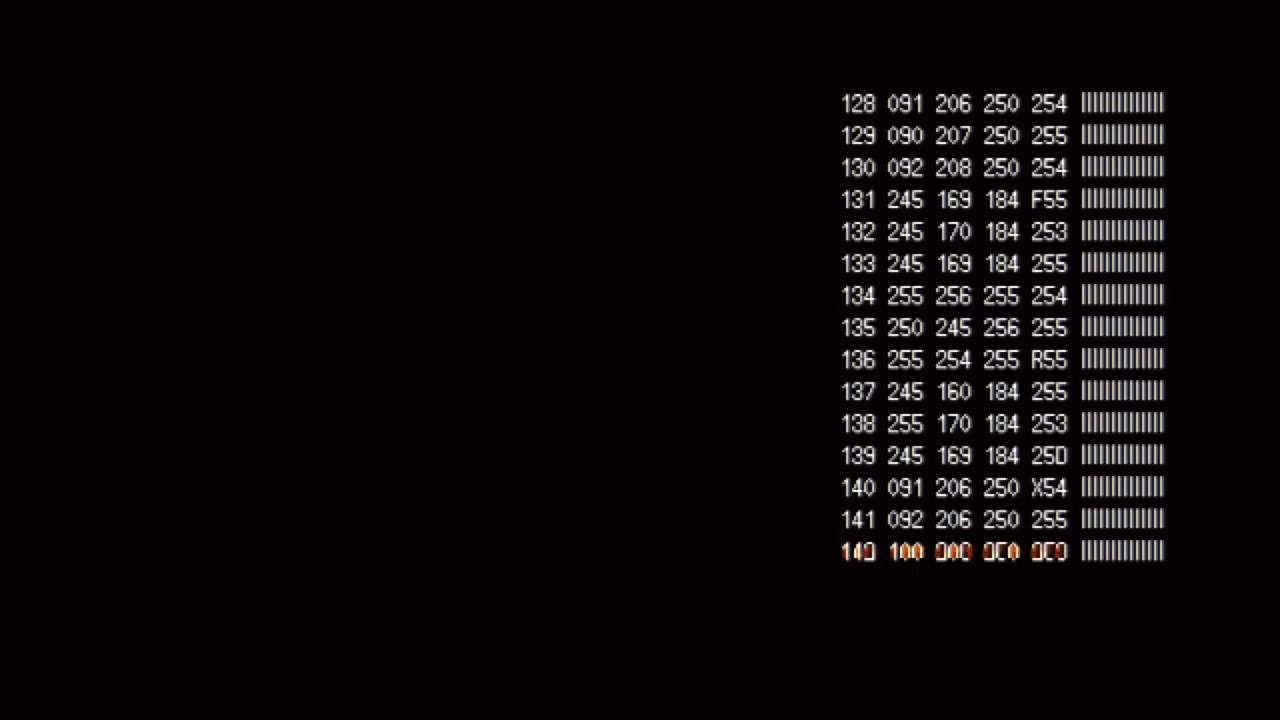 128 091 206 250 254 ||||||||||||||
129 090 207 250 255 ||||||||||||||
130 092 208 250 254 ||||||||||||||
131 245 169 184 F55 ||||||||||||||
132 245 170 184 253 ||||||||||||||
133 245 169 184 255 ||||||||||||||
134 255 256 255 254 ||||||||||||||
135 250 245 256 255 ||||||||||||||
136 255 254 255 R55 ||||||||||||||
137 245 160 184 255 ||||||||||||||
138 255 170 184 253 ||||||||||||||
139 245 169 184 25D ||||||||||||||
140 091 206 250 X54 ||||||||||||||
141 092 206 250 255 ||||||||||||||